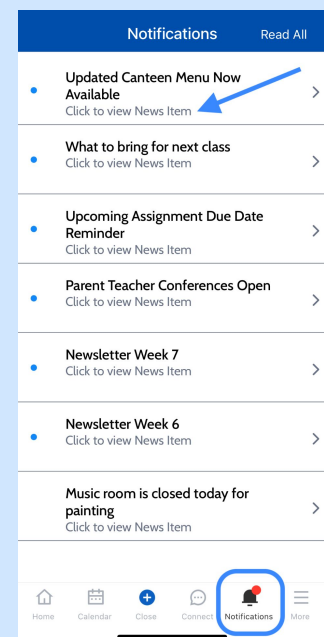 Notifications Read All
Updated Canteen Menu Now
Available
Click to view News Item
What to bring for next class
Click to view News Item
Upcoming Assignment Due Date
Reminder
Click to view News Item
Parent Teacher Conferences Open
Click to view News Item
Newsletter Week 7
Click to view News Item
Newsletter Week 6
Click to view News Item
Music room is closed today for
painting
Click to view News Item
Home Calendar Close Connect Notifications More